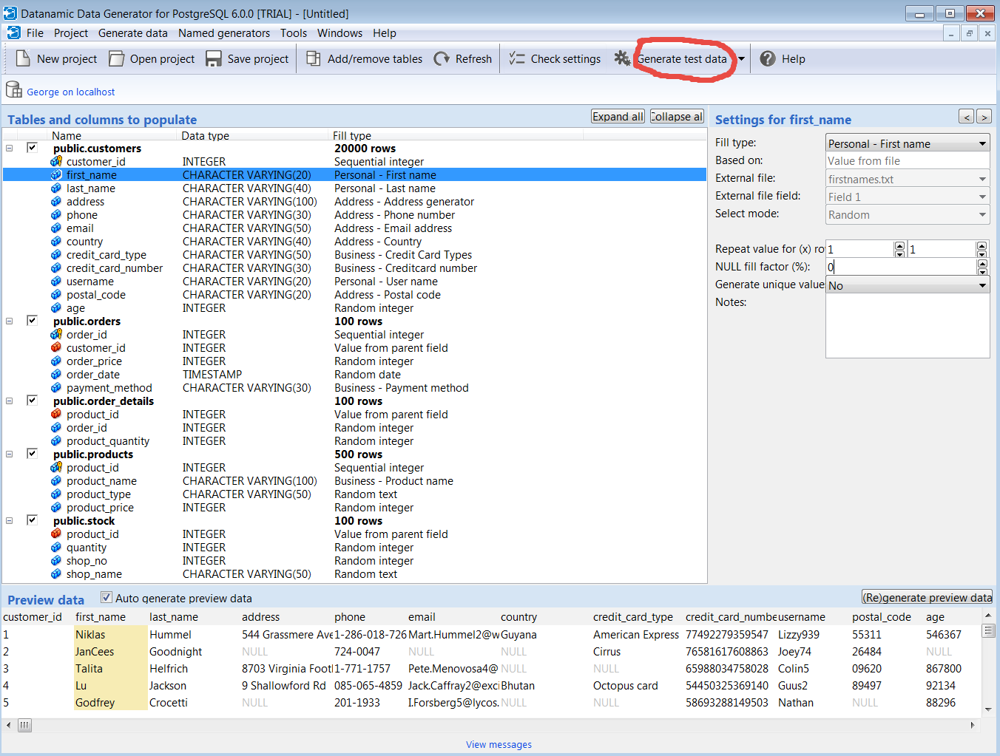 Datanamic Data Generator for PostgreSQL 6.0.0 [TRIAL] - [Untitled]
File Project Generate data Named generators Tools Windows Help
New project Open project Save project Add/remove tables Refresh Check settings Generate test data Help
George on localhost
Tables and columns to populate Expand all Collapse al Settings for first_name < >
Name Data type Fill type
public.customers 20000 rows
customer_id INTEGER Sequential integer
first_name CHARACTER VARYING(20) Personal - First name
last_name CHARACTER VARYING(40) Personal - Last name
address CHARACTER VARYING(100) Address - Address generator
phone CHARACTER VARYING(30) Address - Phone number
email CHARACTER VARYING(50) Address - Email address
country CHARACTER VARYING(40) Address - Country
credit_card_type CHARACTER VARYING(50) Business - Credit Card Types
credit_card_number CHARACTER VARYING(30) Business - Creditcard number
username CHARACTER VARYING(20) Personal - User name
postal_code CHARACTER VARYING(20) Address - Postal code
age INTEGER Random integer
public.orders 100 rows
order_id INTEGER Sequential integer
customer_id INTEGER Value from parent field
order_price INTEGER Random integer
order_date TIMESTAMP Random date
payment_method CHARACTER VARYING(30) Business - Payment method
public.order_details 100 rows
product_id INTEGER Value from parent field
order_id INTEGER Random integer
product_quantity INTEGER Random integer
public.products 500 rows
product_id INTEGER Sequential integer
product_name CHARACTER VARYING(100) Business - Product name
product_type CHARACTER VARYING(50) Random text
product_price INTEGER Random integer
public.stock 100 rows
product_id INTEGER Value from parent field
quantity INTEGER Random integer
shop_no INTEGER Random integer
shop_name CHARACTER VARYING(50) Random text
Fill type: Personal - First name
Based on: Value from file
External file: firstnames.txt
External file field: Field 1
Select mode: Random
Repeat value for (x) ro 1 1
NULL fill factor (%): 0
Generate unique value No
Notes:
Preview data Auto generate preview data (Re)generate preview data
customer_id first_name last_name address phone email country credit_card_type credit_card_numbe username postal_code age
1 Niklas Hummel 544 Grassmere Ave 1-286-018-726 Mart.Hummel2@w Guyana American Express 77492279359547 Lizzy939 55311 546367
2 JanCees Goodnight NULL 724-0047 NULL NULL Cirrus 76581617608863 Joey74 26484 NULL
3 Talita Helfrich 8703 Virginia Foot 1-771-1757 Pete.Menovosa4@ NULL NULL 65988034758028 Colin5 09620 867800
4 Lu Jackson 9 Shallowford Rd 085-065-4859 Jack.Caffray2@exci Bhutan Octopus card 54450325369140 Guus2 89497 92134
5 Godfrey Crocetti NULL 201-1933 I.Forsberg5@lycos. NULL NULL 58693288149503 Nathan NULL 88296
View messages